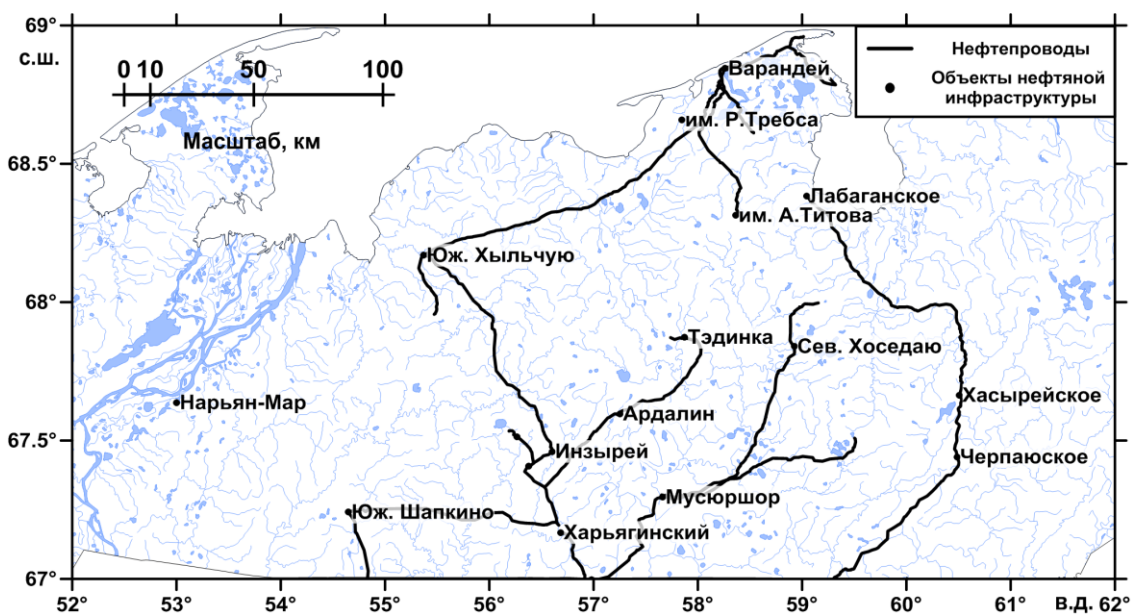 69°
с.ш.
0 10 50 100
Масштаб, км
Нефтепроводы
Объекты нефтяной
инфраструктуры
Варандей
им. Р.Требса
68.5°
Лабаганское
им. А.Титова
Юж. Хыльчую
68°
Тэдинка
Сев. Хоседаю
Нарьян-Мар
Хасырейское
Ардалин
67.5°
Инзырей
Черпаюское
Мусюршор
Юж. Шапкино
Харьягинский
67°
52° 53° 54° 55° 56° 57° 58° 59° 60° 61° в.д. 62°